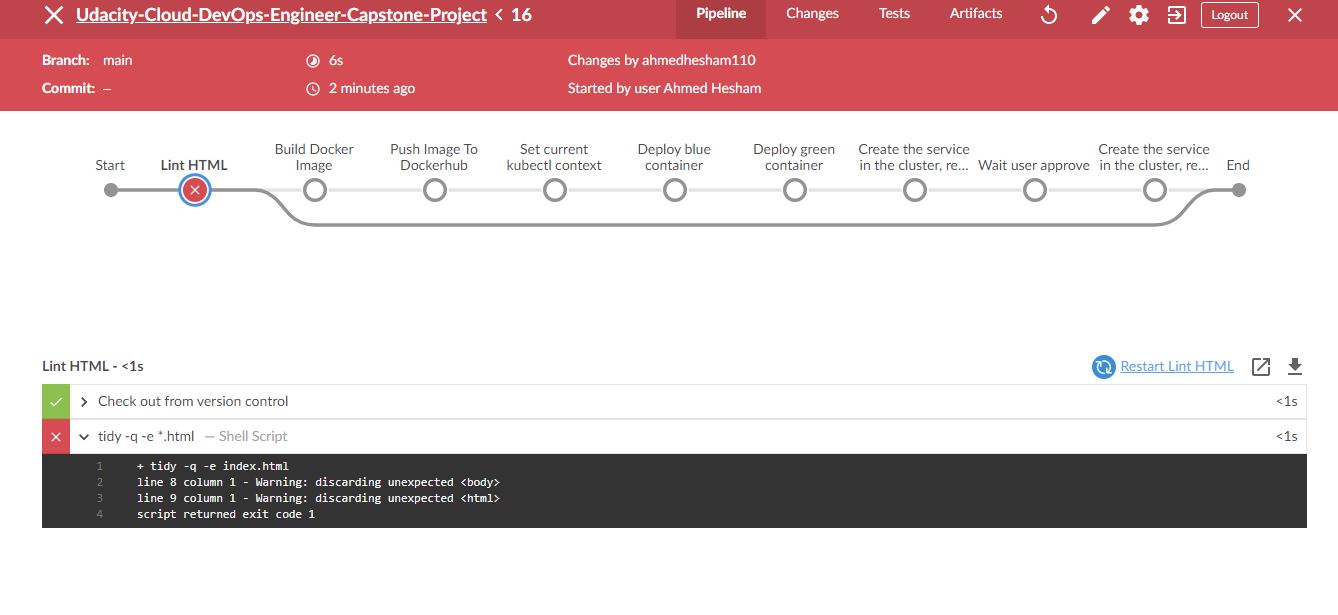 Udacity-Cloud-DevOps-Engineer-Capstone-Project < 16
Pipeline Changes Tests Artifacts Logout
Branch: main 6s Changes by ahmedhesham110
Commit: – 2 minutes ago Started by user Ahmed Hesham
Start
Lint HTML
Build Docker
Image
Push Image To
Dockerhub
Set current
kubectl context
Deploy blue
container
Deploy green
container
Create the service
in the cluster, re...
Wait user approve
Create the service
in the cluster, re...
End
Lint HTML - <1s Restart Lint HTML
Check out from version control <1s
tidy -q -e *.html — Shell Script <1s
1 + tidy -q -e index.html
2 line 8 column 1 - Warning: discarding unexpected <body>
3 line 9 column 1 - Warning: discarding unexpected <html>
4 script returned exit code 1